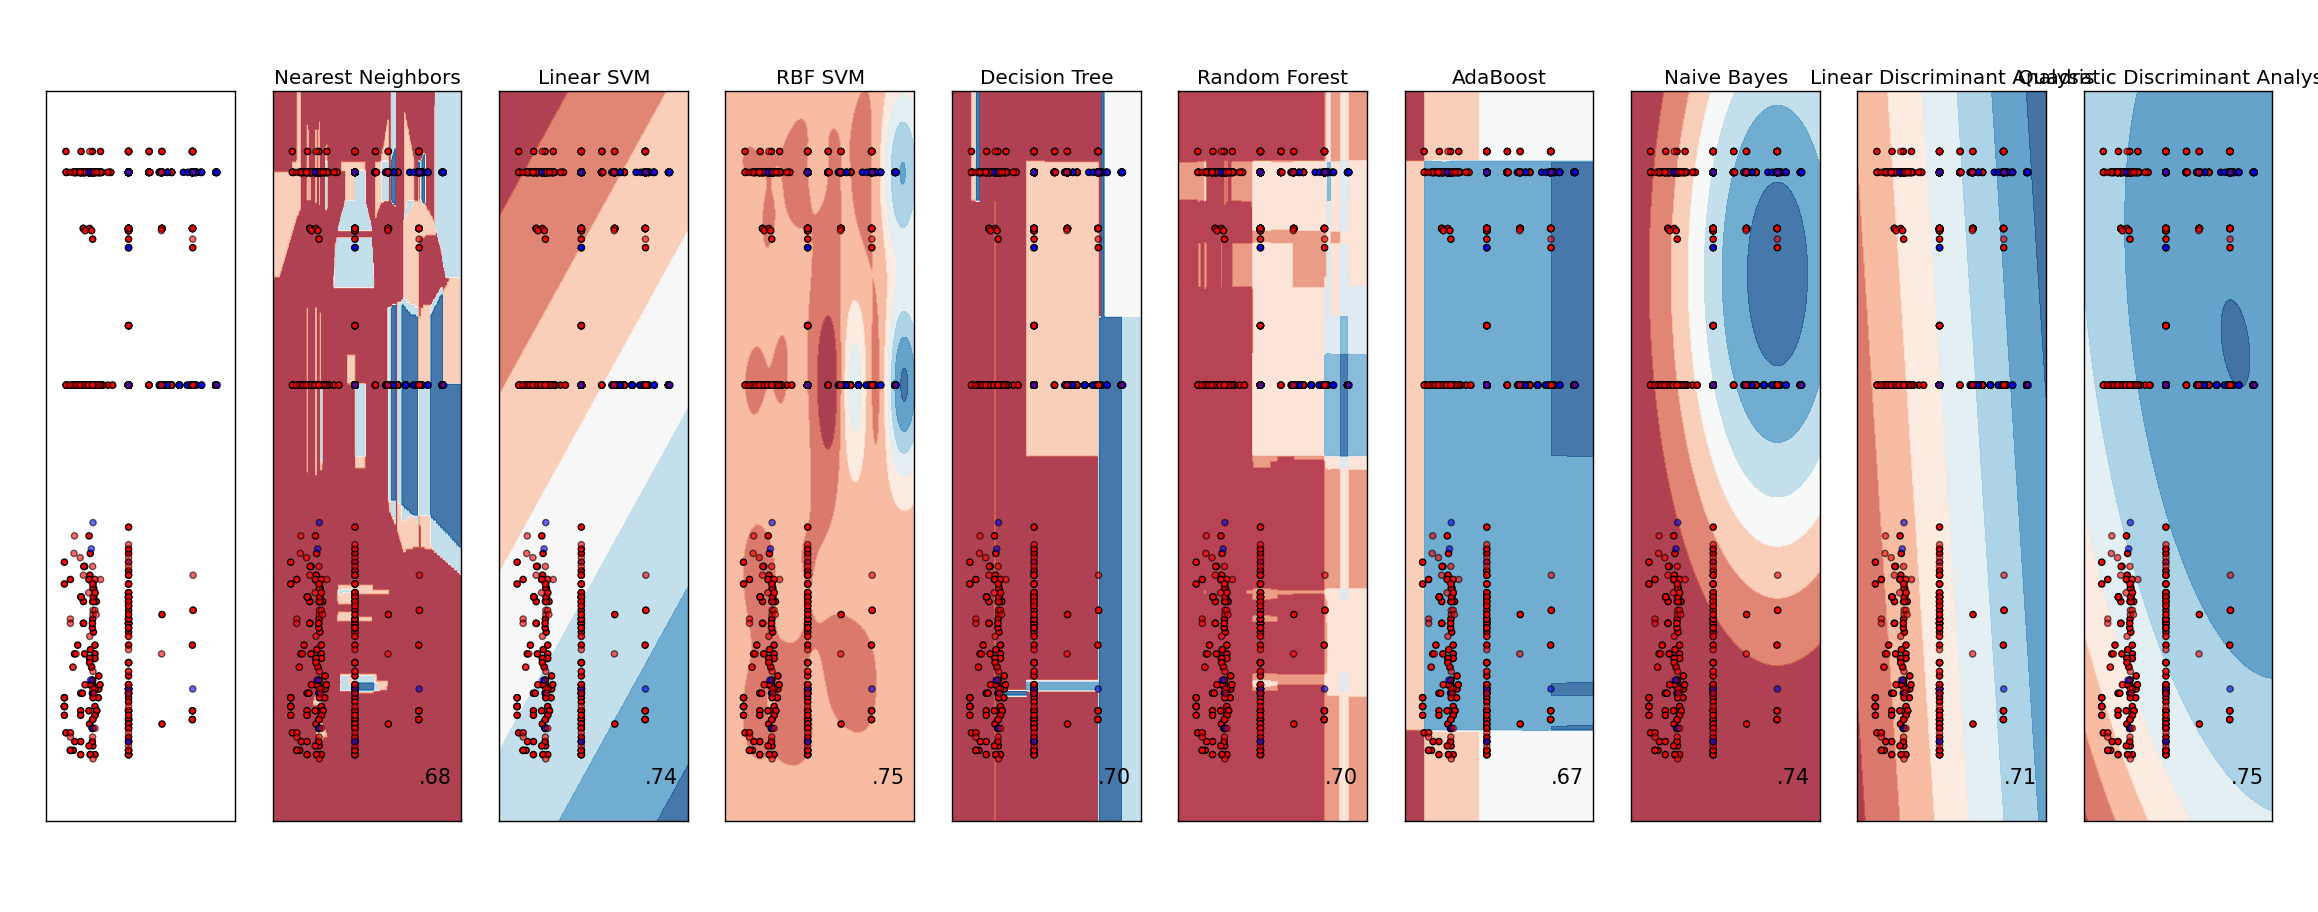 Nearest Neighbors
Linear SVM
RBF SVM
Decision Tree
Random Forest
AdaBoost
Naive Bayes
Linear Discriminant Analysis
Quadratic Discriminant Analys
.68
.74
.75
.70
.70
.67
.74
.71
.75